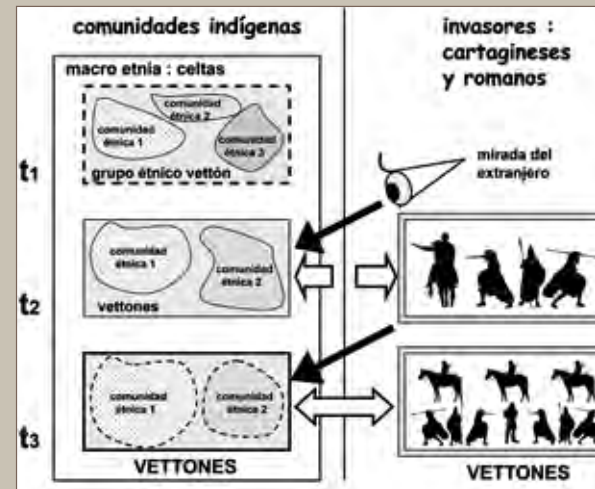 comunidades indígenas
macro etnia : celtas
comunidad
étnica 1
comunidad
étnica 2
comunidad
étnica 3
grupo étnico vettón
t1
comunidad
étnica 1
comunidad
étnica 2
vettones
t2
comunidad
étnica 1
comunidad
étnica 2
t3
VETTONES
invasores :
cartagineses
y romanos
mirada del
extranjero
VETTONES